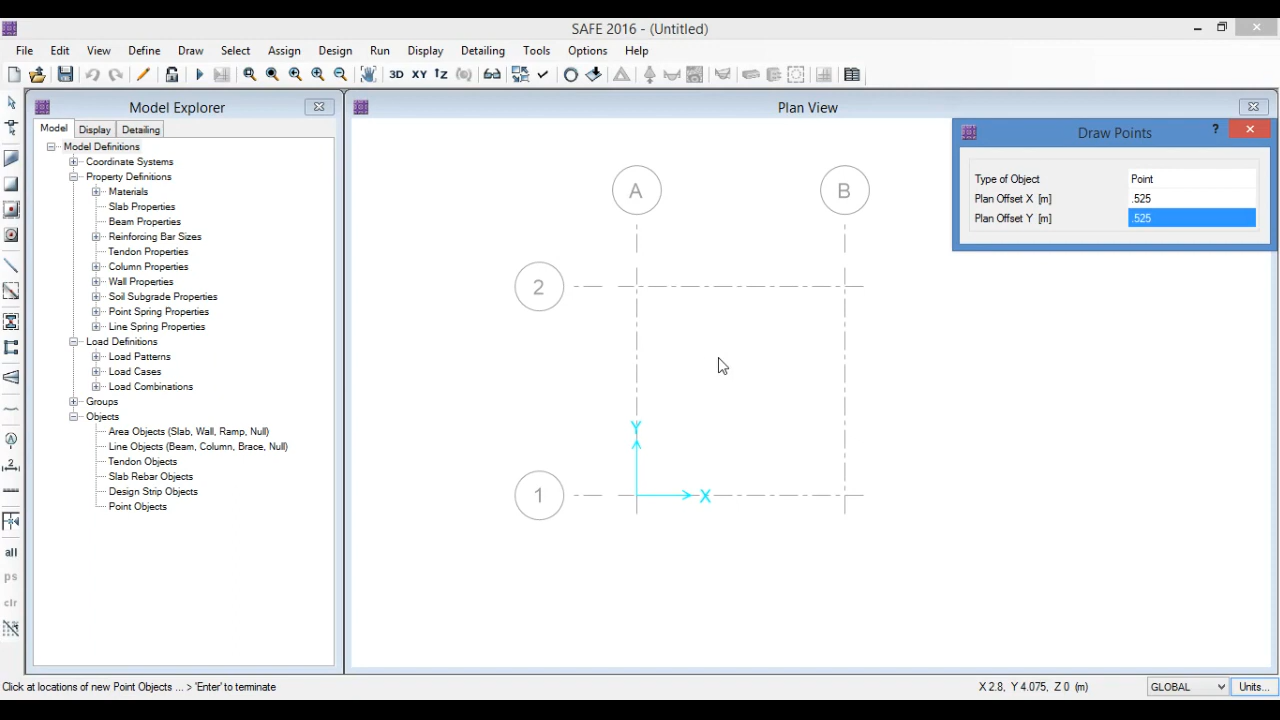 SAFE 2016 - (Untitled)
File Edit View Define Draw Select Assign Design Run Display Detailing Tools Options Help
3D XY
Model Explorer
Model Display Detailing
Model Definitions
Coordinate Systems
Property Definitions
Materials
Slab Properties
Beam Properties
Reinforcing Bar Sizes
Tendon Properties
Column Properties
Wall Properties
Soil Subgrade Properties
Point Spring Properties
Line Spring Properties
Load Definitions
Load Patterns
Load Cases
Load Combinations
Groups
Objects
Area Objects (Slab, Wall, Ramp, Null)
Line Objects (Beam, Column, Brace, Null)
Tendon Objects
Slab Rebar Objects
Design Strip Objects
Point Objects
all
ps
clr
Plan View
A B
2
Y
1 X
Draw Points
?
Type of Object Point
Plan Offset X [m] .525
Plan Offset Y [m] .525
Click at locations of new Point Objects ... > 'Enter' to terminate
X 2.8, Y 4.075, Z 0 (m)
GLOBAL
Units...